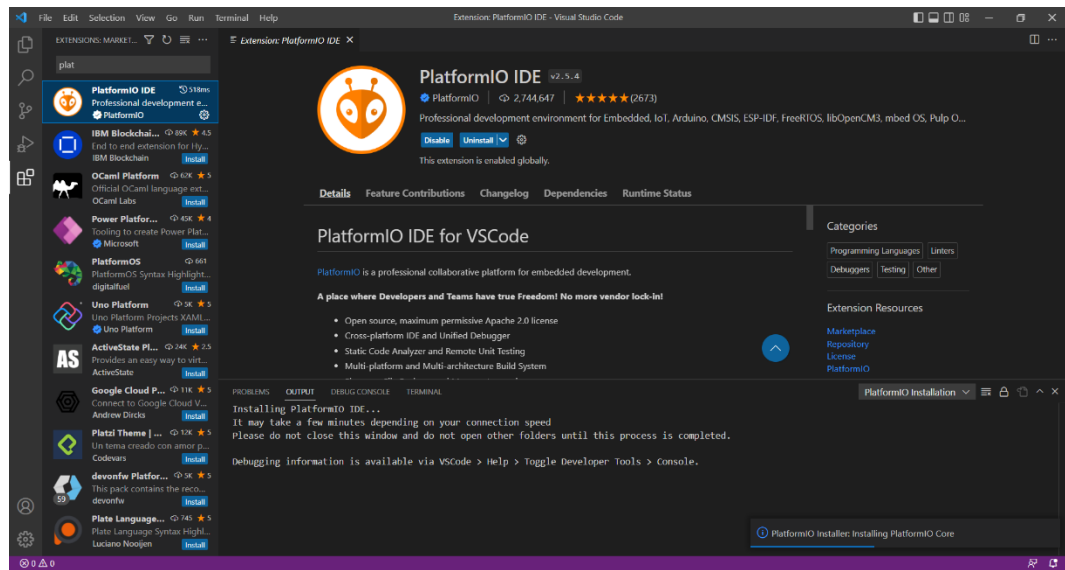 File Edit Selection View Go Run Terminal Help
Extension: PlatformIO IDE - Visual Studio Code
EXTENSIONS: MARKET...
plat
PlatformIO IDE 518ms
Professional development e...
PlatformIO
IBM Blockchai... 89K 4.5
End to end extension for Hy...
IBM Blockchain Install
OCaml Platform 62K 5
Official OCaml language ext...
OCaml Labs Install
Power Platfor... 45K 4
Tooling to create Power Plat...
Microsoft Install
PlatformOS 661
PlatformOS Syntax Highlight...
digitalfuel Install
Uno Platform 5K 5
Uno Platform Projects XAML...
Uno Platform Install
AS
ActiveState Pl... 24K 2.5
Provides an easy way to virt...
ActiveState Install
Google Cloud P... 11K 5
Connect to Google Cloud V...
Andrew Dircks Install
Platzi Theme | ... 12K 5
Un tema creado con amor p...
Codevars Install
59
devonfw Platfor... 5K 5
This pack contains the reco...
devonfw Install
Plate Language... 745 5
Plate Language Syntax Highl...
Luciano Nooijen Install
Extension: PlatformIO IDE
PlatformIO IDE v2.5.4
PlatformIO | 2,744,647 | (2673)
Professional development environment for Embedded, IoT, Arduino, CMSIS, ESP-IDF, FreeRTOS, libOpenCM3, mbed OS, Pulp O...
Disable Uninstall
This extension is enabled globally.
Details Feature Contributions Changelog Dependencies Runtime Status
PlatformIO IDE for VSCode
PlatformIO is a professional collaborative platform for embedded development.
A place where Developers and Teams have true Freedom! No more vendor lock-in!
• Open source, maximum permissive Apache 2.0 license
• Cross-platform IDE and Unified Debugger
• Static Code Analyzer and Remote Unit Testing
• Multi-platform and Multi-architecture Build System
Categories
Programming Languages Linters
Debuggers Testing Other
Extension Resources
Marketplace
Repository
License
PlatformIO
PROBLEMS OUTPUT DEBUG CONSOLE TERMINAL
PlatformIO Installation
Installing PlatformIO IDE...
It may take a few minutes depending on your connection speed
Please do not close this window and do not open other folders until this process is completed.
Debugging information is available via VSCode > Help > Toggle Developer Tools > Console.
PlatformIO Installer: Installing PlatformIO Core
0 0